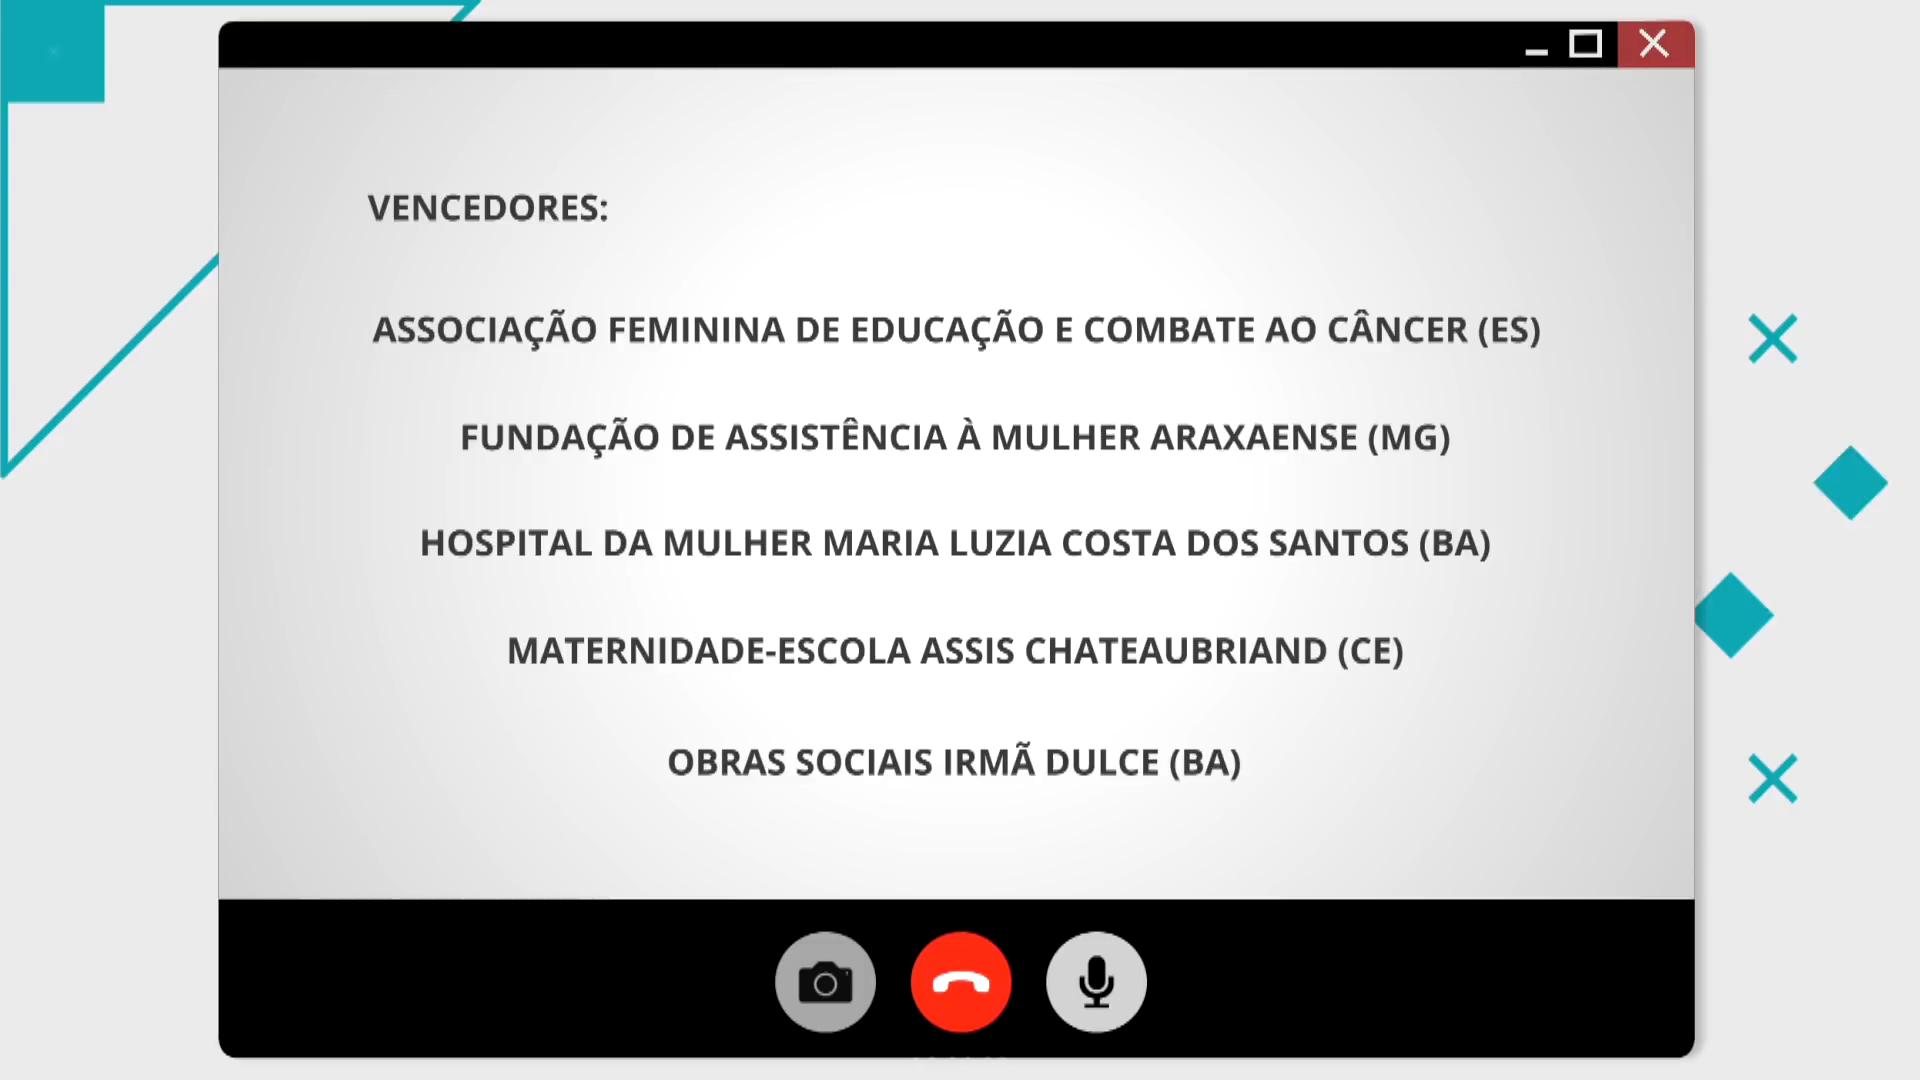 VENCEDORES:
ASSOCIAÇÃO FEMININA DE EDUCAÇÃO E COMBATE AO CÂNCER (ES)
FUNDAÇÃO DE ASSISTÊNCIA À MULHER ARAXAENSE (MG)
HOSPITAL DA MULHER MARIA LUZIA COSTA DOS SANTOS (BA)
MATERNIDADE-ESCOLA ASSIS CHATEAUBRIAND (CE)
OBRAS SOCIAIS IRMÃ DULCE (BA)